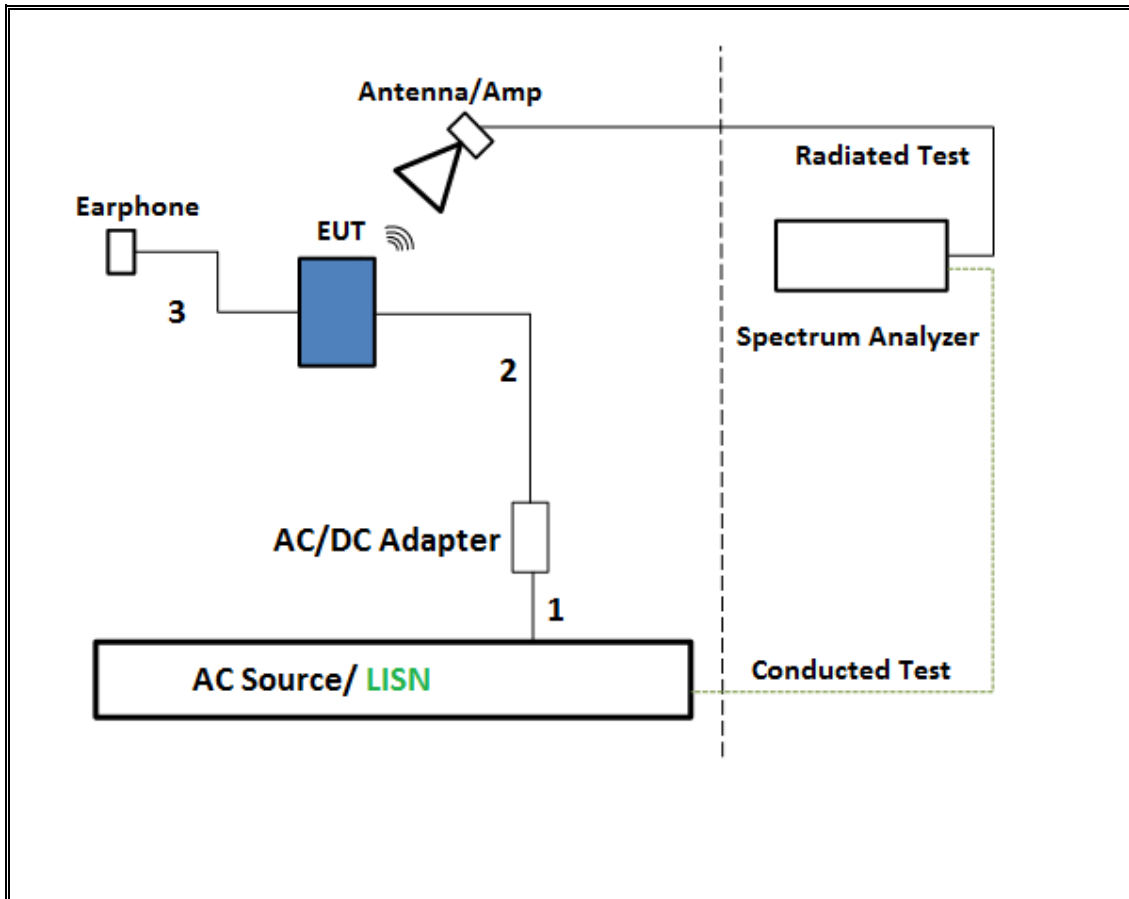 Antenna/Amp
Radiated Test
Earphone
EUT
3
Spectrum Analyzer
2
AC/DC Adapter
1
AC Source/ LISN
Conducted Test